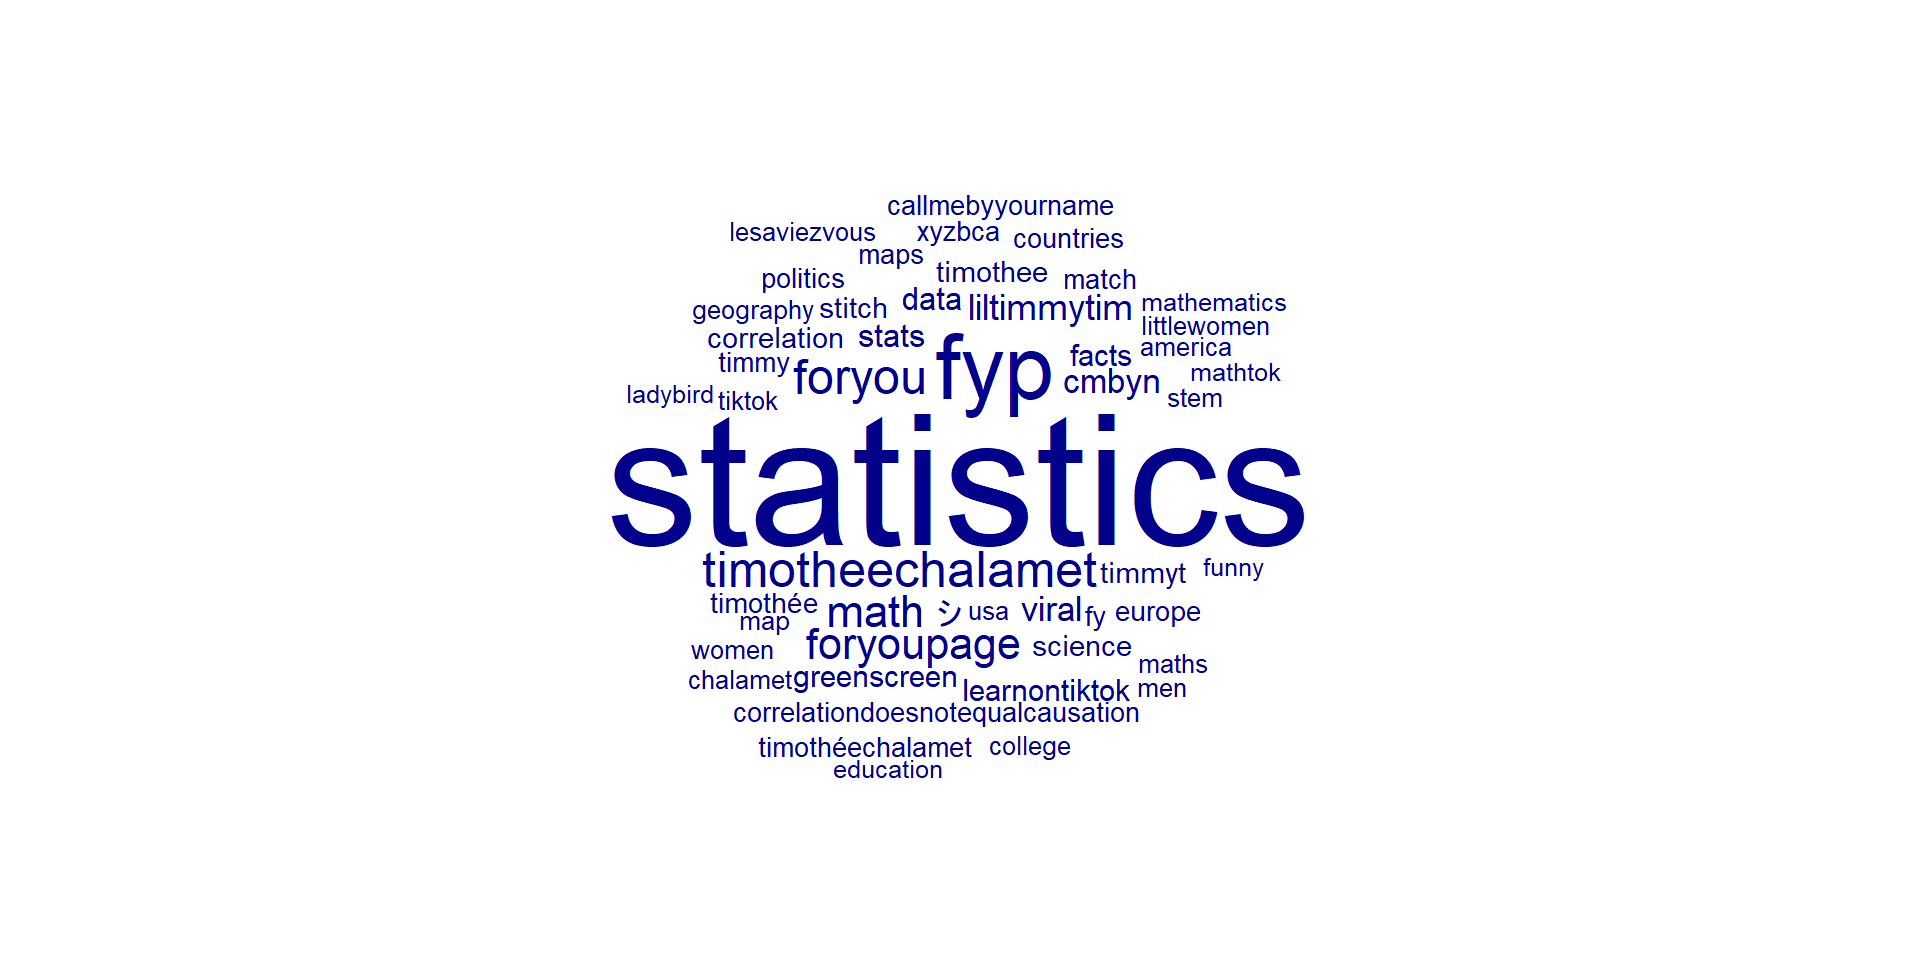 callmebyyourname
lesaviezvous xyzbca countries
maps
politics timothee match
geography stitch data liltimmytim mathematics
littlewomen
correlation stats fyp facts america
timmy foryou cmbyn mathtok
ladybird tiktok stem
statistics
timotheechalamet timmyt funny
timothée math シ usa viral fy europe
map
women foryoupage science
maths
chalamet greenscreen learnontiktok men
correlationdoesnotequalcausation
timothéechalamet college
education